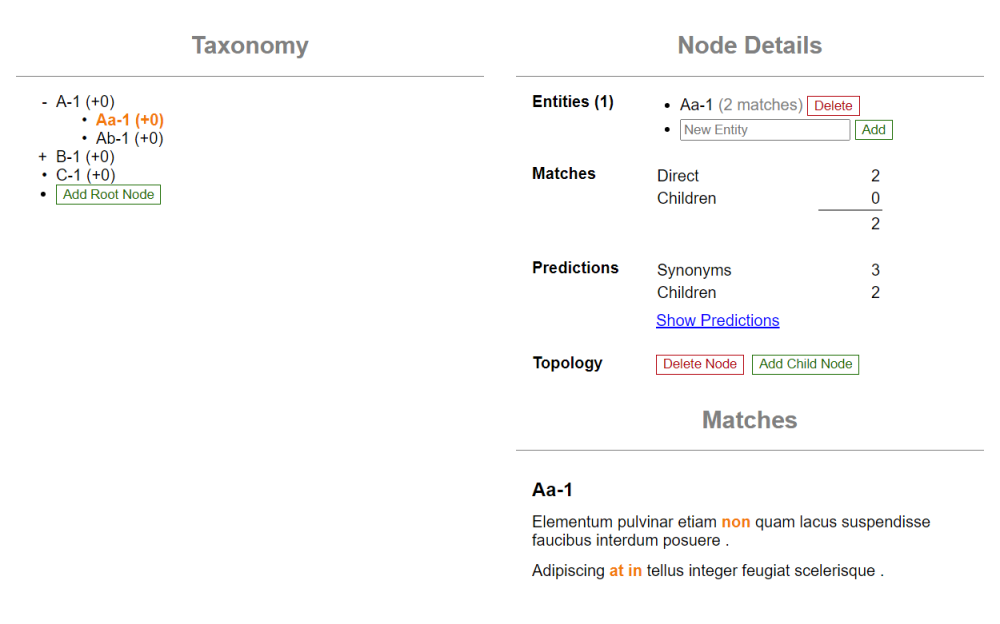 Taxonomy
- A-1 (+0)
• Aa-1 (+0)
• Ab-1 (+0)
+ B-1 (+0)
• C-1 (+0)
• Add Root Node
Node Details
Entities (1)
• Aa-1 (2 matches) Delete
• New Entity Add
Matches
Direct 2
Children 0
2
Predictions
Synonyms 3
Children 2
Show Predictions
Topology
Delete Node Add Child Node
Matches
Aa-1
Elementum pulvinar etiam non quam lacus suspendisse
faucibus interdum posuere .
Adipiscing at in tellus integer feugiat scelerisque .